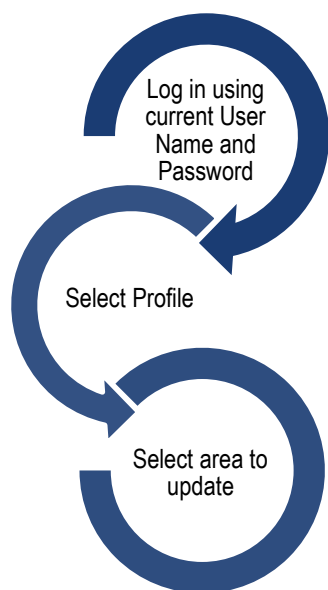 Log in using
current User
Name and
Password
Select Profile
Select area to
update